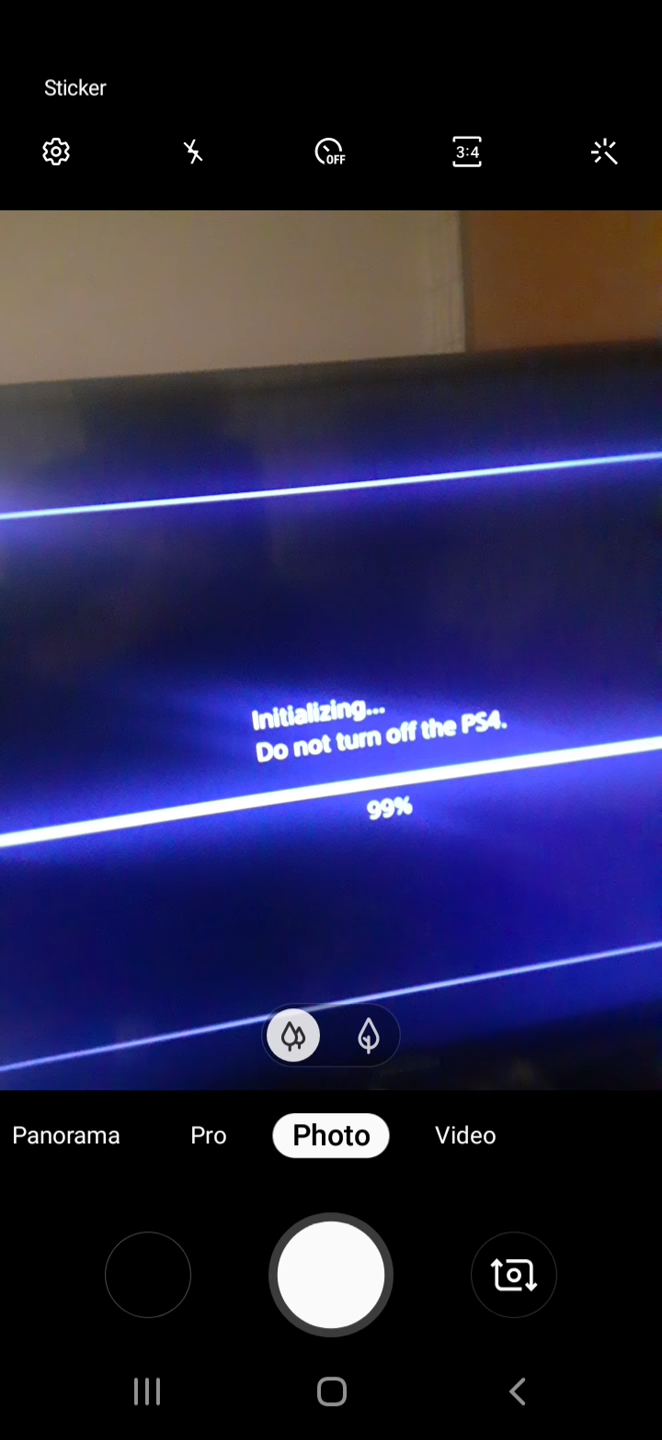 Sticker
OFF
3:4
Initializing...
Do not turn off the PS4.
99%
Panorama Pro Photo Video